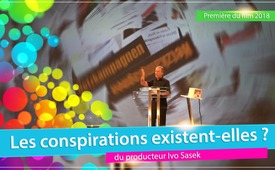 Première du film 2018
Les conspirations existent-elles ?
du producteur Ivo Sasek